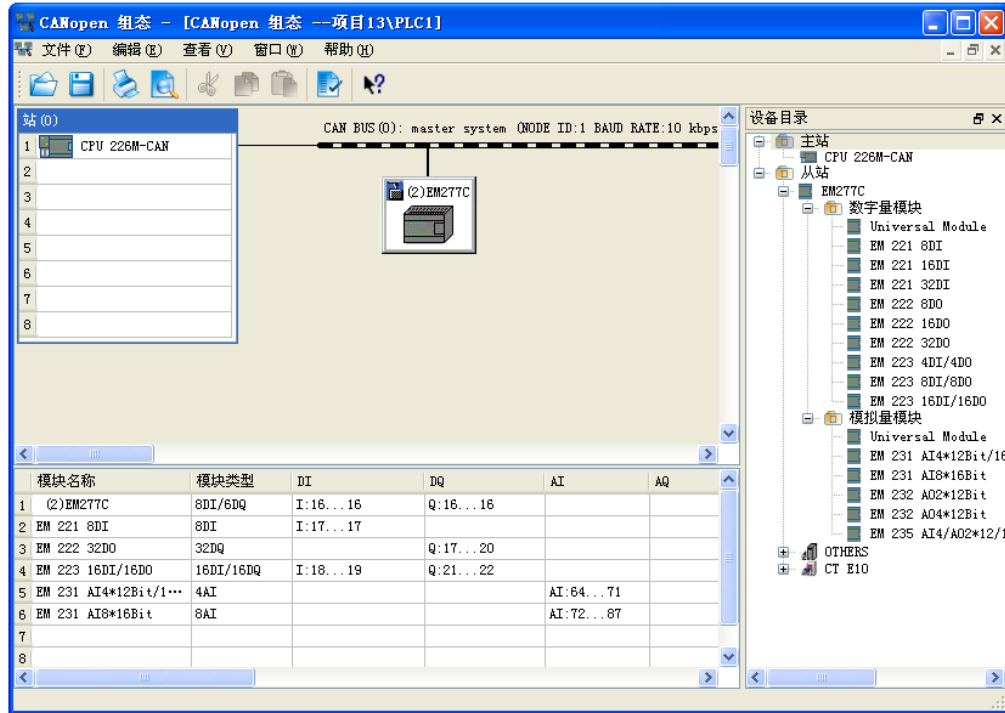 CANopen 组态 - [CANopen 组态 --项目13\PLC1]
文件(F) 编辑(E) 查看(V) 窗口(W) 帮助(H)
站(0)
1 CPU 226M-CAN
2
3
4
5
6
7
8
CAN BUS(0): master system (NODE ID:1 BAUD RATE:10 kbps
(2)EM277C
模块名称 模块类型 DI DQ AI AQ
1 (2)EM277C 8DI/6DQ I:16...16 Q:16...16
2 EM 221 8DI 8DI I:17...17
3 EM 222 32DO 32DQ Q:17...20
4 EM 223 16DI/16DO 16DI/16DQ I:18...19 Q:21...22
5 EM 231 AI4*12Bit/1··· 4AI AI:64...71
6 EM 231 AI8*16Bit 8AI AI:72...87
7
8
设备目录
主站
CPU 226M-CAN
从站
EM277C
数字量模块
Universal Module
EM 221 8DI
EM 221 16DI
EM 221 32DI
EM 222 8DO
EM 222 16DO
EM 222 32DO
EM 223 4DI/4DO
EM 223 8DI/8DO
EM 223 16DI/16DO
模拟量模块
Universal Module
EM 231 AI4*12Bit/16
EM 231 AI8*16Bit
EM 232 AO2*12Bit
EM 232 AO4*12Bit
EM 235 AI4/AO2*12/1
OTHERS
CT E10